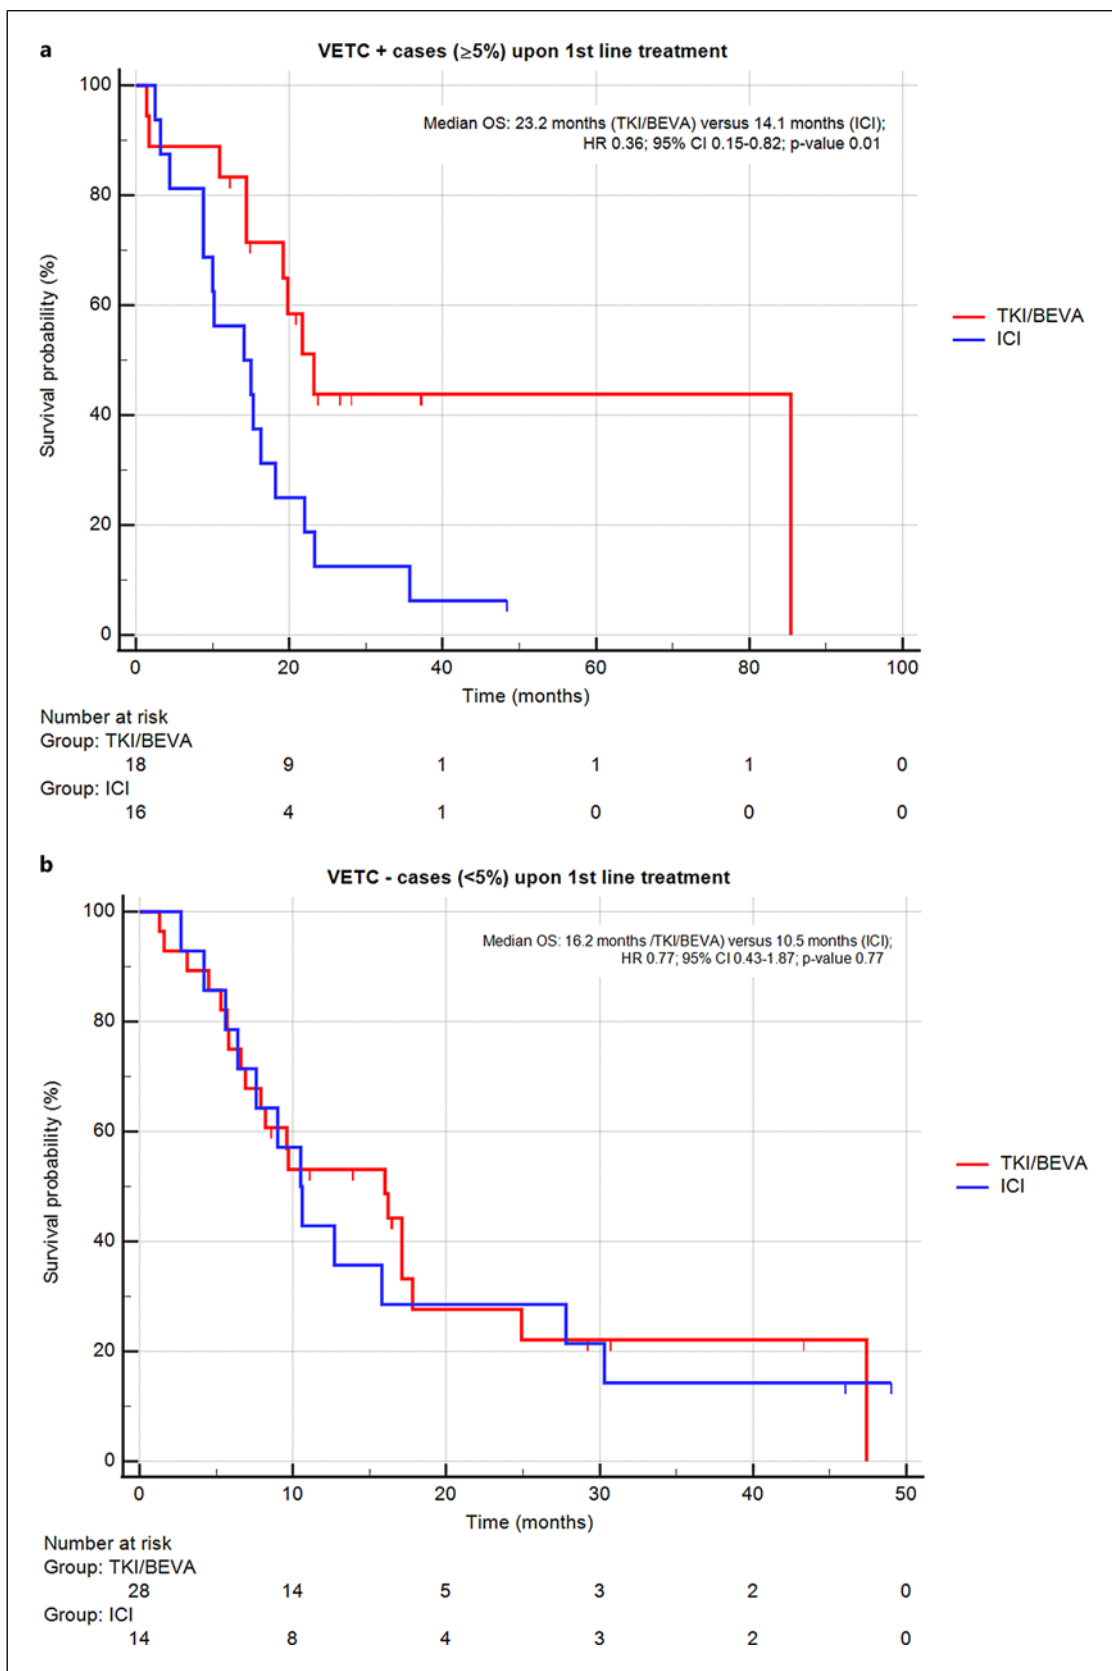 a
VETC + cases (≥5%) upon 1st line treatment
Median OS: 23.2 months (TKI/BEVA) versus 14.1 months (ICI);
HR 0.36; 95% CI 0.15-0.82; p-value 0.01
Survival probability (%)
100
80
60
40
20
0
0 20 40 60 80 100
Time (months)
TKI/BEVA
ICI
Number at risk
Group: TKI/BEVA
18 9 1 1 1 0
Group: ICI
16 4 1 0 0 0
b
VETC - cases (<5%) upon 1st line treatment
Median OS: 16.2 months /TKI/BEVA) versus 10.5 months (ICI);
HR 0.77; 95% CI 0.43-1.87; p-value 0.77
Survival probability (%)
100
80
60
40
20
0
0 10 20 30 40 50
Time (months)
TKI/BEVA
ICI
Number at risk
Group: TKI/BEVA
28 14 5 3 2 0
Group: ICI
14 8 4 3 2 0